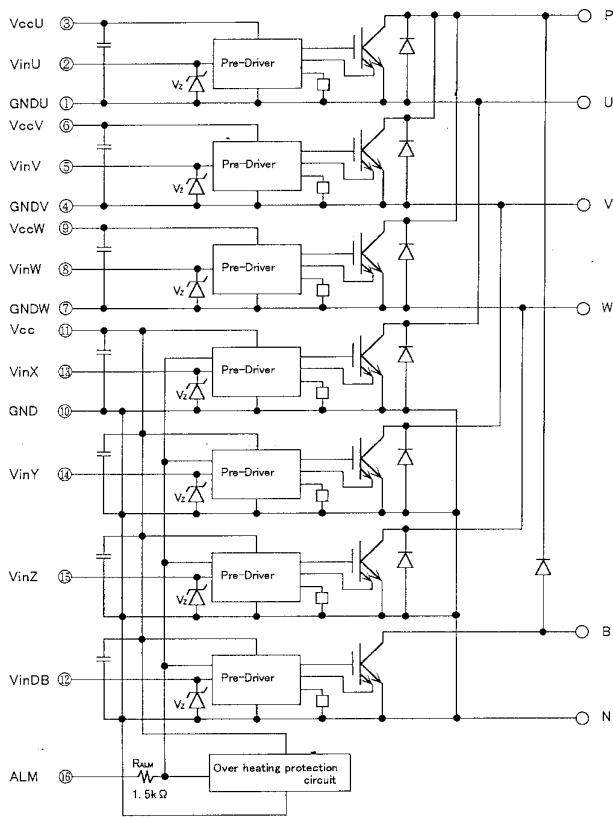 VccU ③ P
VinU ② Vz Pre-Driver
GNDU ① U
VccV ⑥
VinV ⑤ Vz Pre-Driver
GNDV ④ V
VccW ⑨
VinW ⑧ Vz Pre-Driver
GNDW ⑦ W
Vcc ⑪
VinX ⑬ Vz Pre-Driver
GND ⑩
VinY ⑭ Vz Pre-Driver
VinZ ⑮ Vz Pre-Driver
B
VinDB ⑫ Vz Pre-Driver
N
ALM ⑯ RALM Over heating protection
circuit
1.5kΩ